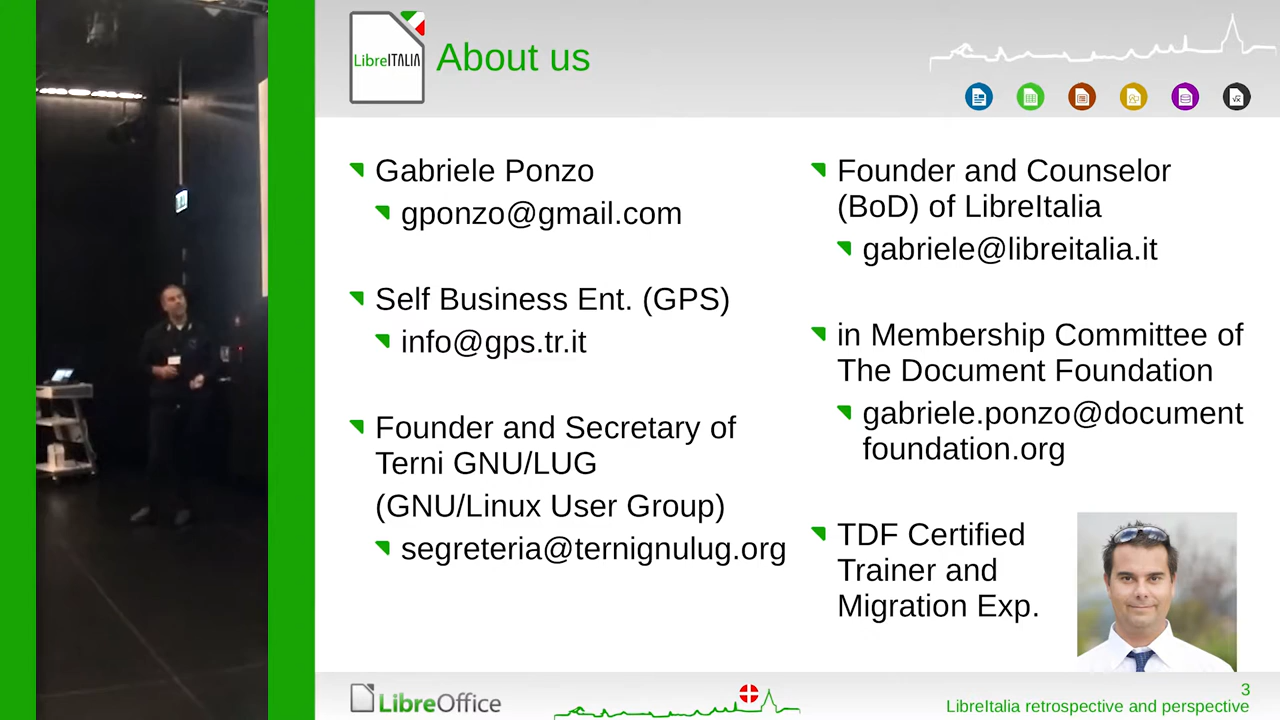 LibreITALIA
About us
Gabriele Ponzo
gponzo@gmail.com
Self Business Ent. (GPS)
info@gps.tr.it
Founder and Secretary of
Terni GNU/LUG
(GNU/Linux User Group)
segreteria@ternignulug.org
Founder and Counselor
(BoD) of LibreItalia
gabriele@libreitalia.it
in Membership Committee of
The Document Foundation
gabriele.ponzo@document
foundation.org
TDF Certified
Trainer and
Migration Exp.
LibreOffice
3
LibreItalia retrospective and perspective